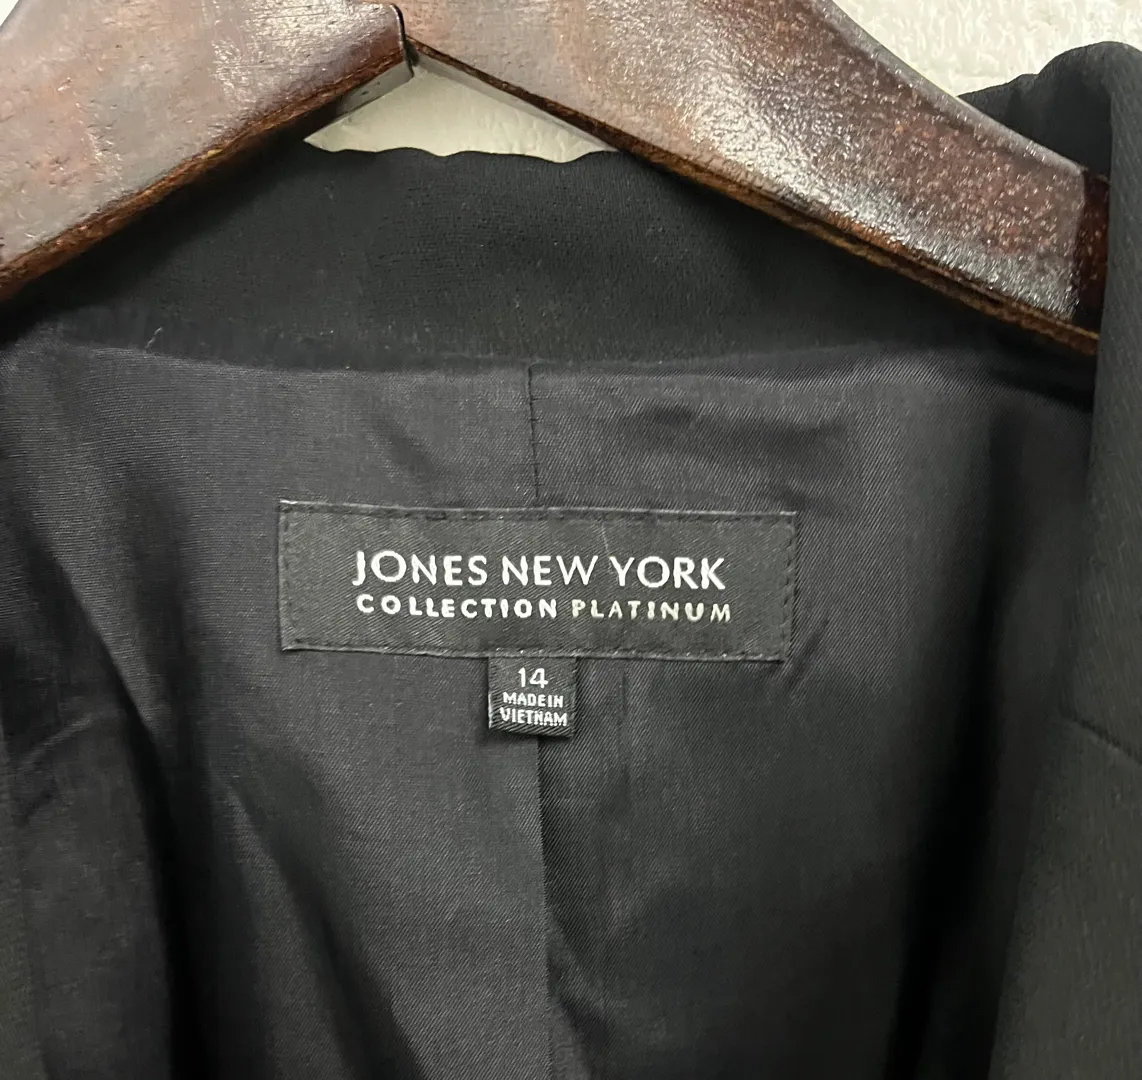 JONES NEW YORK
COLLECTION PLATINUM
14
MADE IN
VIETNAM